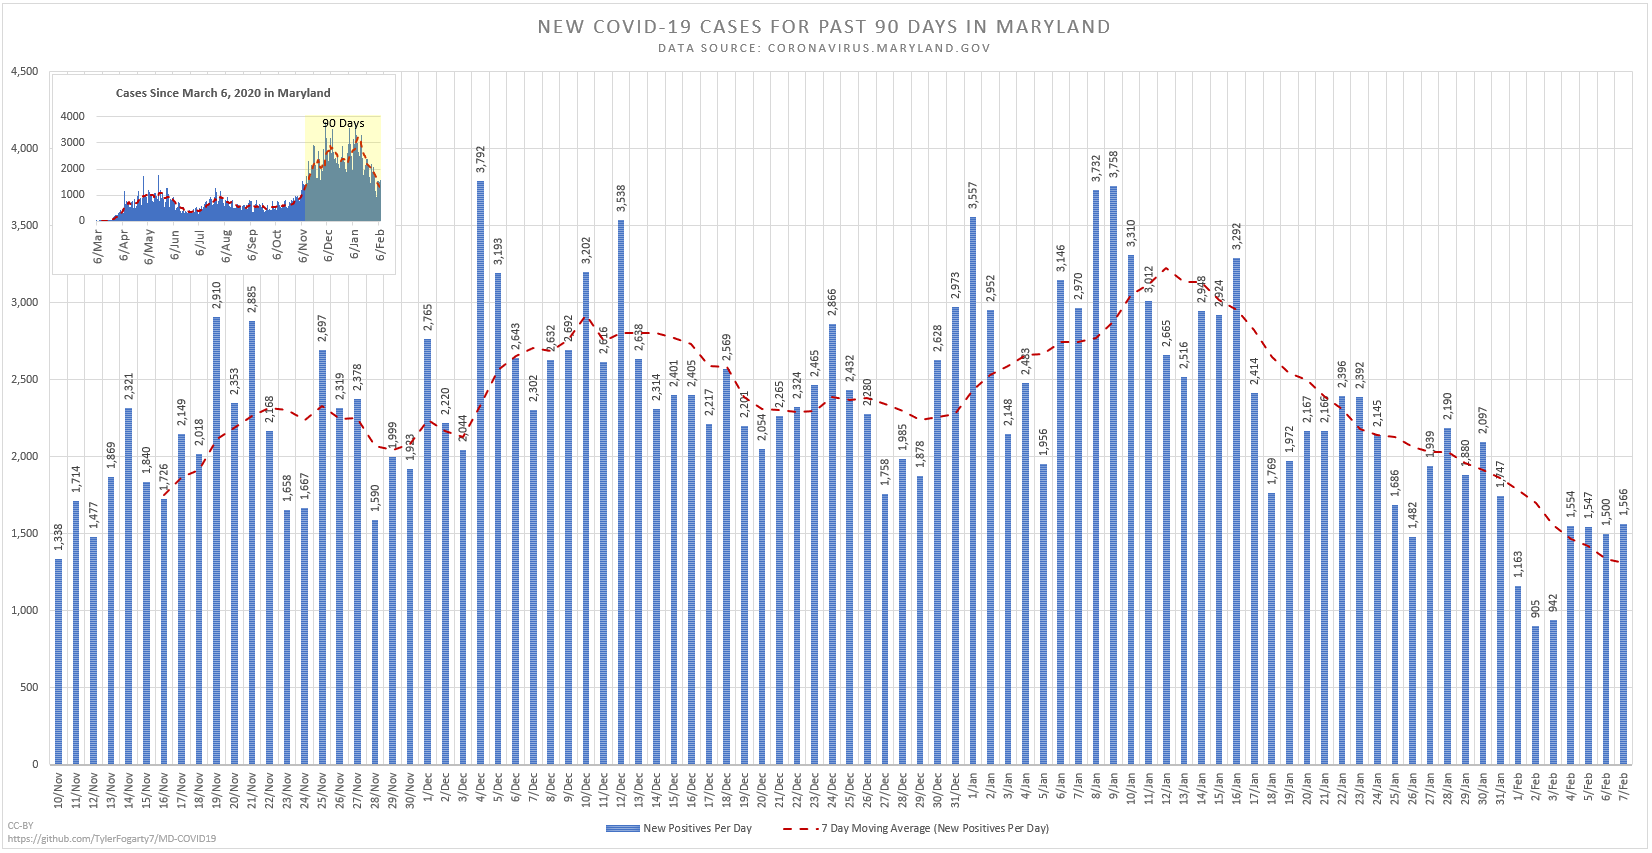 NEW COVID-19 CASES FOR PAST 90 DAYS IN MARYLAND
DATA SOURCE: CORONAVIRUS.MARYLAND.GOV
4,500
4,000
3,500
3,000
2,500
2,000
1,500
1,000
500
0
Cases Since March 6, 2020 in Maryland
90 Days
4000
3000
2000
1000
0
6/Mar
6/Apr
6/May
6/Jun
6/Jul
6/Aug
6/Sep
6/Oct
6/Nov
6/Dec
6/Jan
6/Feb
1,338
1,714
1,477
1,869
2,321
1,840
1,726
2,149
2,018
2,910
2,353
2,885
2,168
1,658
1,667
2,697
2,319
2,378
1,590
1,999
1,923
2,765
2,220
2,044
3,792
3,193
2,643
2,302
2,632
2,692
3,202
2,616
3,538
2,638
2,314
2,401
2,405
2,217
2,569
2,201
2,054
2,265
2,324
2,465
2,866
2,432
2,280
1,758
1,985
1,878
2,628
2,973
3,557
2,952
2,148
2,483
1,956
3,146
2,970
3,732
3,758
3,310
3,012
2,665
2,516
2,948
2,924
3,292
2,414
1,769
1,972
2,167
2,166
2,396
2,392
2,145
1,686
1,482
1,939
2,190
1,880
2,097
1,747
1,163
905
942
1,554
1,547
1,500
1,566
10/Nov
11/Nov
12/Nov
13/Nov
14/Nov
15/Nov
16/Nov
17/Nov
18/Nov
19/Nov
20/Nov
21/Nov
22/Nov
23/Nov
24/Nov
25/Nov
26/Nov
27/Nov
28/Nov
29/Nov
30/Nov
1/Dec
2/Dec
3/Dec
4/Dec
5/Dec
6/Dec
7/Dec
8/Dec
9/Dec
10/Dec
11/Dec
12/Dec
13/Dec
14/Dec
15/Dec
16/Dec
17/Dec
18/Dec
19/Dec
20/Dec
21/Dec
22/Dec
23/Dec
24/Dec
25/Dec
26/Dec
27/Dec
28/Dec
29/Dec
30/Dec
31/Dec
1/Jan
2/Jan
3/Jan
4/Jan
5/Jan
6/Jan
7/Jan
8/Jan
9/Jan
10/Jan
11/Jan
12/Jan
13/Jan
14/Jan
15/Jan
16/Jan
17/Jan
18/Jan
19/Jan
20/Jan
21/Jan
22/Jan
23/Jan
24/Jan
25/Jan
26/Jan
27/Jan
28/Jan
29/Jan
30/Jan
31/Jan
1/Feb
2/Feb
3/Feb
4/Feb
5/Feb
6/Feb
7/Feb
New Positives Per Day
7 Day Moving Average (New Positives Per Day)
CC-BY
https://github.com/TylerFogarty7/MD-COVID19